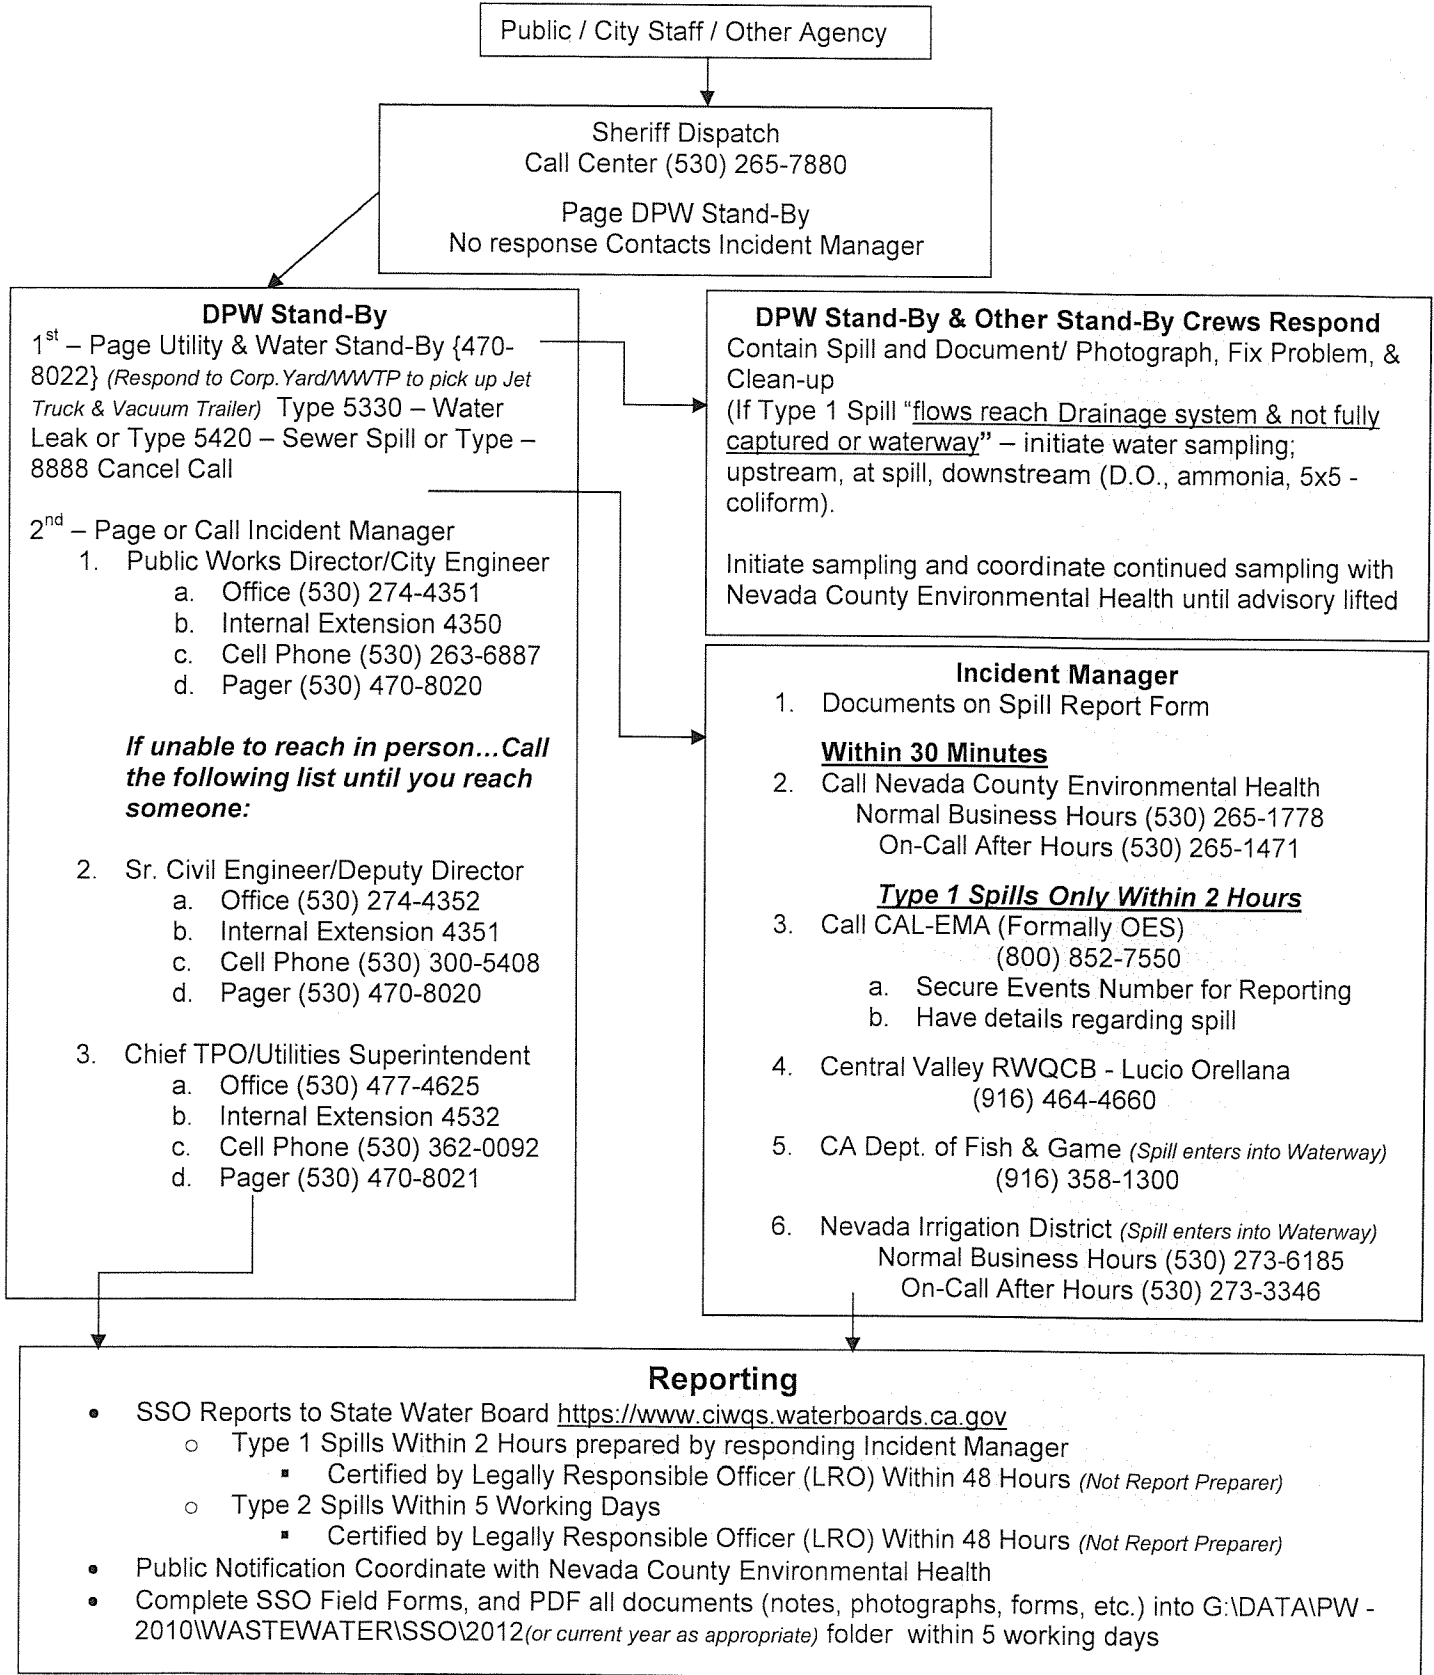 Public / City Staff / Other Agency
Sheriff Dispatch
Call Center (530) 265-7880
Page DPW Stand-By
No response Contacts Incident Manager
DPW Stand-By
1st – Page Utility & Water Stand-By {470-
8022} (Respond to Corp.Yard/WWTP to pick up Jet
Truck & Vacuum Trailer) Type 5330 – Water
Leak or Type 5420 – Sewer Spill or Type –
8888 Cancel Call
2nd – Page or Call Incident Manager
1. Public Works Director/City Engineer
a. Office (530) 274-4351
b. Internal Extension 4350
c. Cell Phone (530) 263-6887
d. Pager (530) 470-8020
If unable to reach in person…Call
the following list until you reach
someone:
2. Sr. Civil Engineer/Deputy Director
a. Office (530) 274-4352
b. Internal Extension 4351
c. Cell Phone (530) 300-5408
d. Pager (530) 470-8020
3. Chief TPO/Utilities Superintendent
a. Office (530) 477-4625
b. Internal Extension 4532
c. Cell Phone (530) 362-0092
d. Pager (530) 470-8021
DPW Stand-By & Other Stand-By Crews Respond
Contain Spill and Document/ Photograph, Fix Problem, &
Clean-up
(If Type 1 Spill "flows reach Drainage system & not fully
captured or waterway" – initiate water sampling;
upstream, at spill, downstream (D.O., ammonia, 5x5 -
coliform).
Initiate sampling and coordinate continued sampling with
Nevada County Environmental Health until advisory lifted
Incident Manager
1. Documents on Spill Report Form
Within 30 Minutes
2. Call Nevada County Environmental Health
Normal Business Hours (530) 265-1778
On-Call After Hours (530) 265-1471
Type 1 Spills Only Within 2 Hours
3. Call CAL-EMA (Formally OES)
(800) 852-7550
a. Secure Events Number for Reporting
b. Have details regarding spill
4. Central Valley RWQCB - Lucio Orellana
(916) 464-4660
5. CA Dept. of Fish & Game (Spill enters into Waterway)
(916) 358-1300
6. Nevada Irrigation District (Spill enters into Waterway)
Normal Business Hours (530) 273-6185
On-Call After Hours (530) 273-3346
Reporting
• SSO Reports to State Water Board https://www.ciwqs.waterboards.ca.gov
o Type 1 Spills Within 2 Hours prepared by responding Incident Manager
▪ Certified by Legally Responsible Officer (LRO) Within 48 Hours (Not Report Preparer)
o Type 2 Spills Within 5 Working Days
▪ Certified by Legally Responsible Officer (LRO) Within 48 Hours (Not Report Preparer)
• Public Notification Coordinate with Nevada County Environmental Health
• Complete SSO Field Forms, and PDF all documents (notes, photographs, forms, etc.) into G:\DATA\PW -
2010\WASTEWATER\SSO\2012(or current year as appropriate) folder within 5 working days